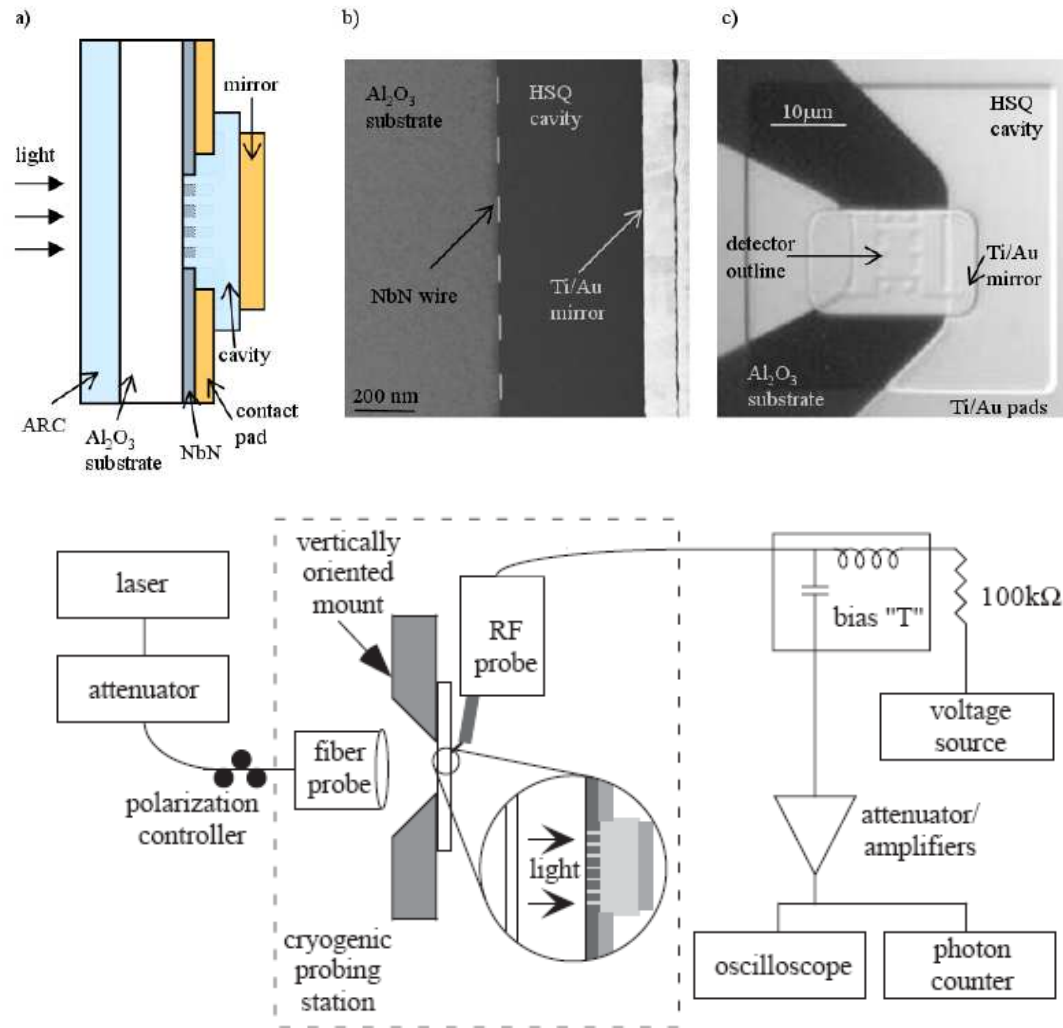 a)
mirror
light
cavity
ARC
Al₂O₃
substrate
NbN
contact
pad
b)
Al₂O₃
substrate
HSQ
cavity
NbN wire
Ti/Au
mirror
200 nm
c)
10μm
HSQ
cavity
detector
outline
Ti/Au
mirror
Al₂O₃
substrate
Ti/Au pads
laser
attenuator
polarization
controller
vertically
oriented
mount
fiber
probe
RF
probe
light
cryogenic
probing
station
bias "T"
100kΩ
voltage
source
attenuator/
amplifiers
oscilloscope
photon
counter